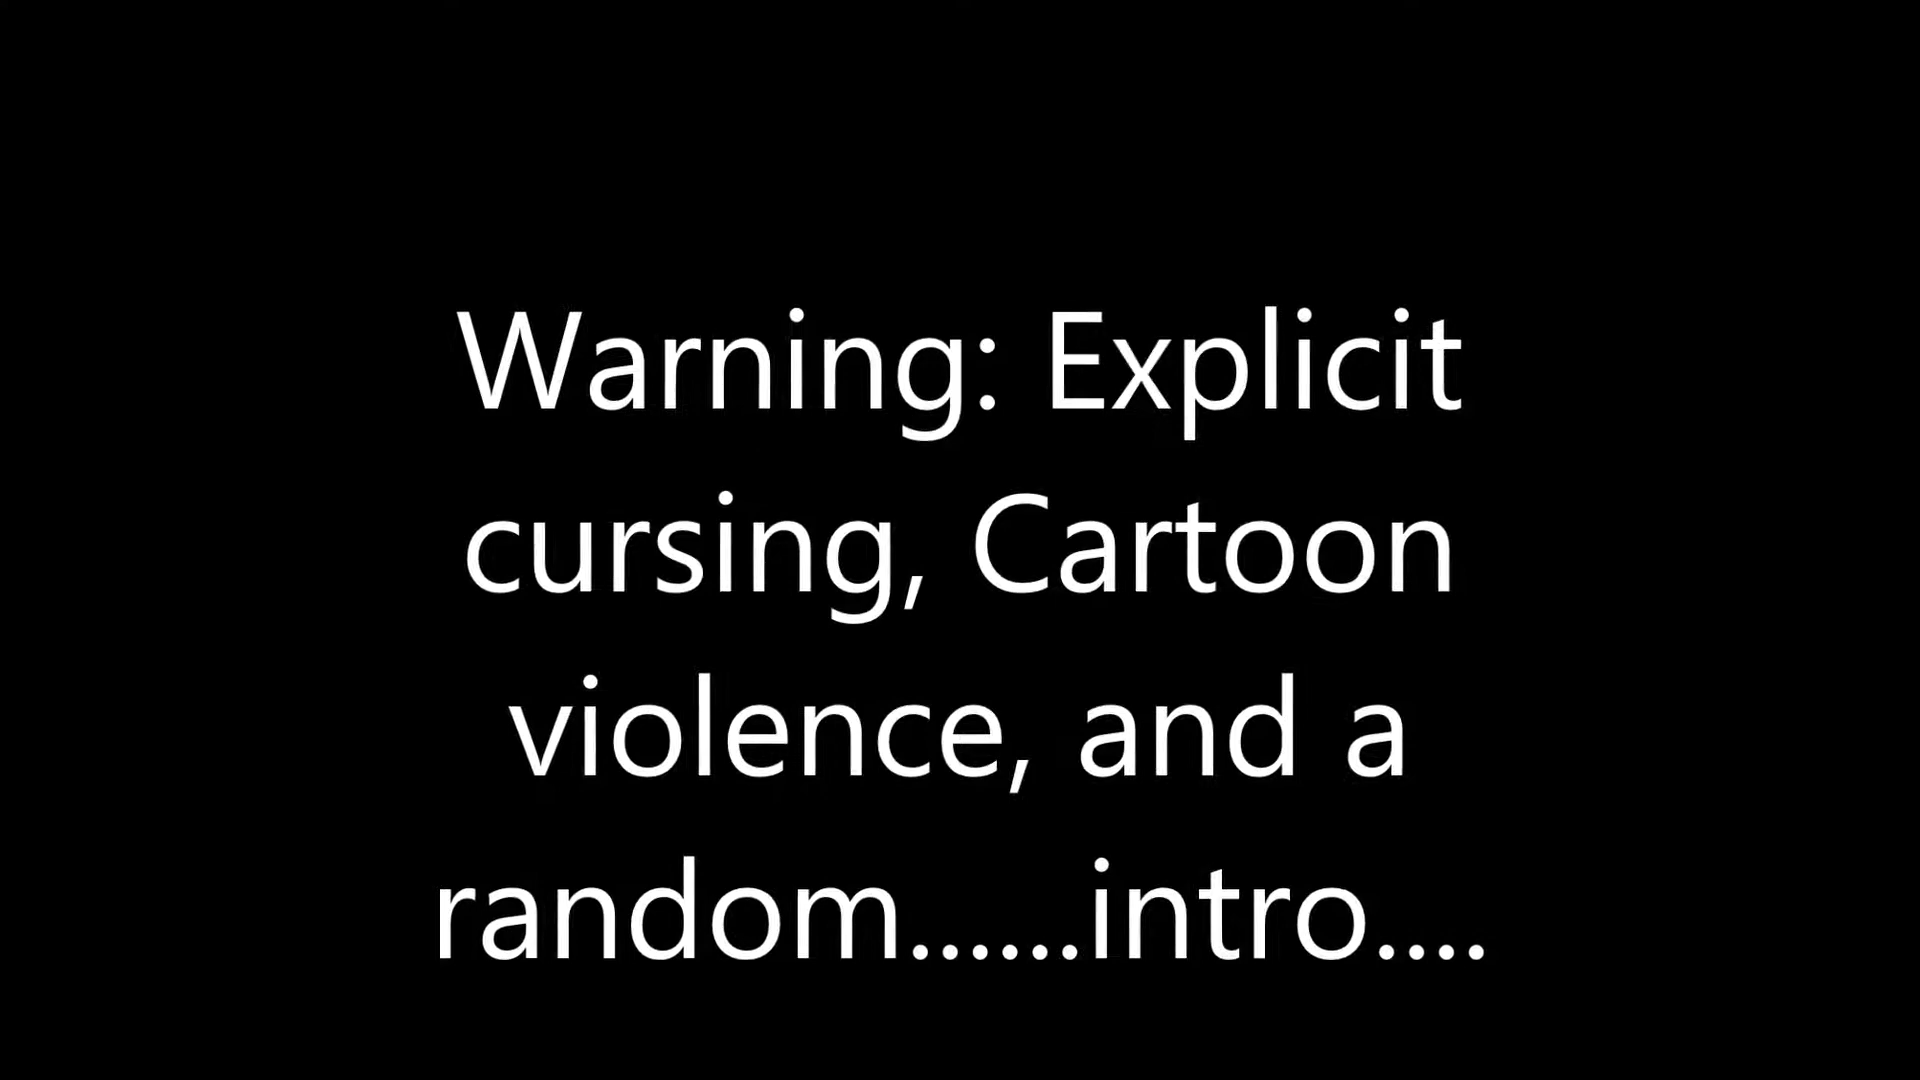 Warning: Explicit
cursing, Cartoon
violence, and a
random......intro....